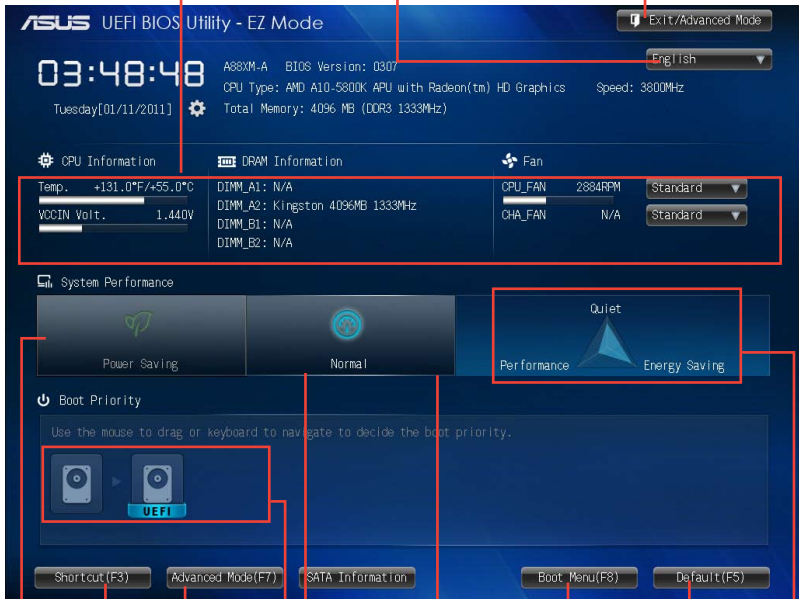 ASUS UEFI BIOS Utility - EZ Mode
Exit/Advanced Mode
English
03:48:48
Tuesday[01/11/2011]
A88XM-A BIOS Version: 0307
CPU Type: AMD A10-5800K APU with Radeon(tm) HD Graphics Speed: 3800MHz
Total Memory: 4096 MB (DDR3 1333MHz)
CPU Information
Temp. +131.0°F/+55.0°C
VCCIN Volt. 1.440V
DRAM Information
DIMM_A1: N/A
DIMM_A2: Kingston 4096MB 1333MHz
DIMM_B1: N/A
DIMM_B2: N/A
Fan
CPU_FAN 2884RPM Standard
CHA_FAN N/A Standard
System Performance
Power Saving
Normal
Quiet
Performance
Energy Saving
Boot Priority
Use the mouse to drag or keyboard to navigate to decide the boot priority.
UEFI
Shortcut(F3)
Advanced Mode(F7)
SATA Information
Boot Menu(F8)
Default(F5)